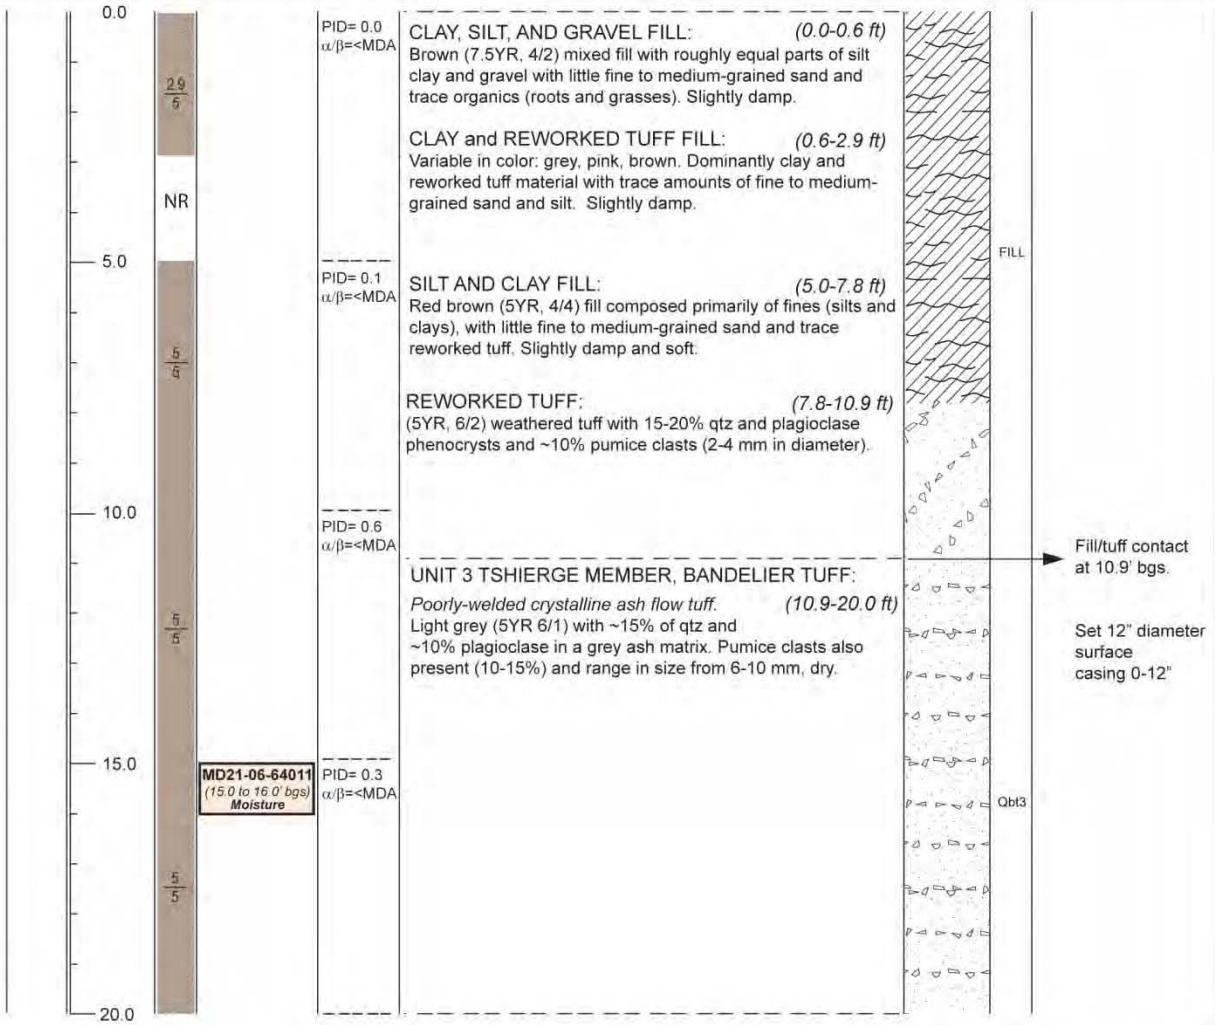 0.0
PID= 0.0
α/β=<MDA
CLAY, SILT, AND GRAVEL FILL: (0.0-0.6 ft)
Brown (7.5YR, 4/2) mixed fill with roughly equal parts of silt
clay and gravel with little fine to medium-grained sand and
trace organics (roots and grasses). Slightly damp.
2.9
5
CLAY and REWORKED TUFF FILL: (0.6-2.9 ft)
Variable in color: grey, pink, brown. Dominantly clay and
reworked tuff material with trace amounts of fine to medium-
grained sand and silt. Slightly damp.
NR
FILL
5.0
PID= 0.1
α/β=<MDA
SILT AND CLAY FILL: (5.0-7.8 ft)
Red brown (5YR, 4/4) fill composed primarily of fines (silts and
clays), with little fine to medium-grained sand and trace
reworked tuff. Slightly damp and soft.
5
5
REWORKED TUFF: (7.8-10.9 ft)
(5YR, 6/2) weathered tuff with 15-20% qtz and plagioclase
phenocrysts and ~10% pumice clasts (2-4 mm in diameter).
10.0
PID= 0.6
α/β=<MDA
Fill/tuff contact
at 10.9' bgs.
UNIT 3 TSHIERGE MEMBER, BANDELIER TUFF:
Poorly-welded crystalline ash flow tuff. (10.9-20.0 ft)
Light grey (5YR 6/1) with ~15% of qtz and
~10% plagioclase in a grey ash matrix. Pumice clasts also
present (10-15%) and range in size from 6-10 mm, dry.
5
5
Set 12" diameter
surface
casing 0-12"
15.0
MD21-06-64011
(15.0 to 16.0' bgs)
Moisture
PID= 0.3
α/β=<MDA
Qbt3
5
5
20.0